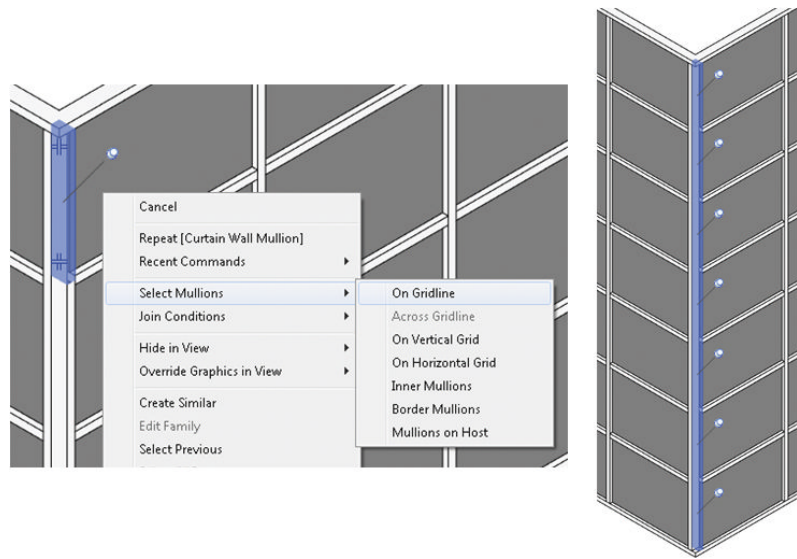 Cancel
Repeat [Curtain Wall Mullion]
Recent Commands
Select Mullions
Join Conditions
Hide in View
Override Graphics in View
Create Similar
Edit Family
Select Previous
On Gridline
Across Gridline
On Vertical Grid
On Horizontal Grid
Inner Mullions
Border Mullions
Mullions on Host